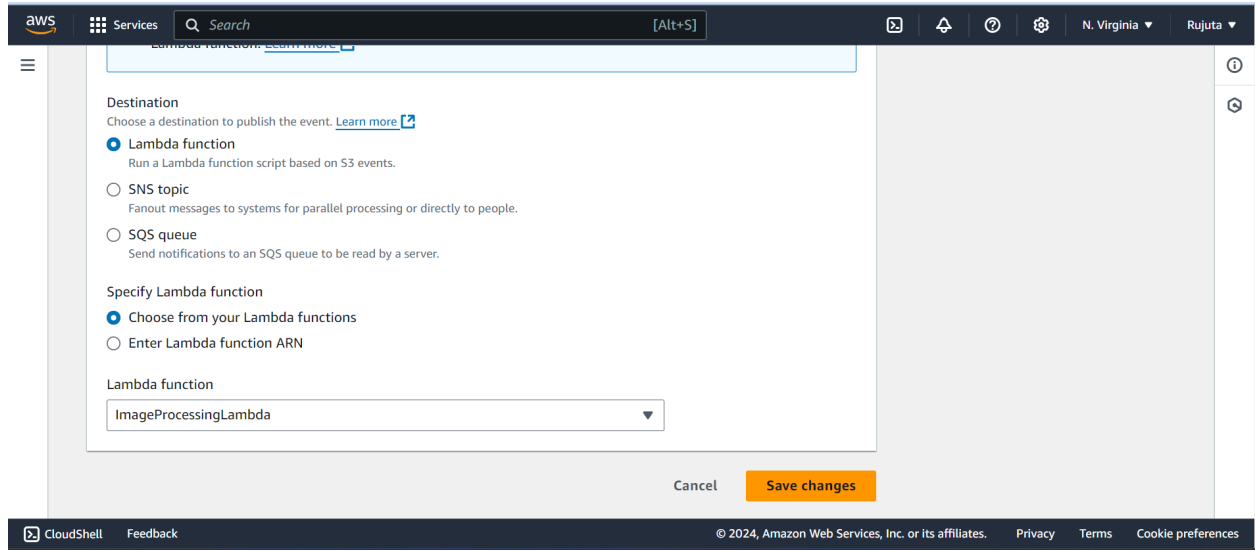 aws
Services
Search
[Alt+S]
N. Virginia
Rujuta
Lambda function. Learn more
Destination
Choose a destination to publish the event. Learn more
Lambda function
Run a Lambda function script based on S3 events.
SNS topic
Fanout messages to systems for parallel processing or directly to people.
SQS queue
Send notifications to an SQS queue to be read by a server.
Specify Lambda function
Choose from your Lambda functions
Enter Lambda function ARN
Lambda function
ImageProcessingLambda
Cancel
Save changes
CloudShell
Feedback
© 2024, Amazon Web Services, Inc. or its affiliates.
Privacy
Terms
Cookie preferences